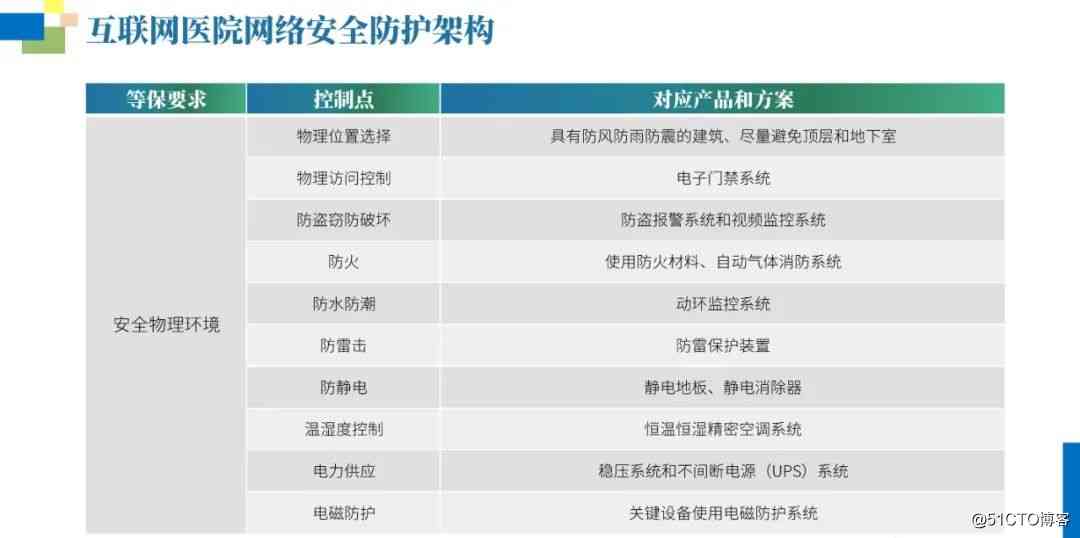 互联网医院网络安全防护架构
等保要求 控制点 对应产品和方案
物理位置选择 具有防风防雨防震的建筑、尽量避免顶层和地下室
物理访问控制 电子门禁系统
防盗窃防破坏 防盗报警系统和视频监控系统
防火 使用防火材料、自动气体消防系统
防水防潮 动环监控系统
安全物理环境
防雷击 防雷保护装置
防静电 静电地板、静电消除器
温湿度控制 恒温恒湿精密空调系统
电力供应 稳压系统和不间断电源（UPS）系统
电磁防护 关键设备使用电磁防护系统
@51CTO博客